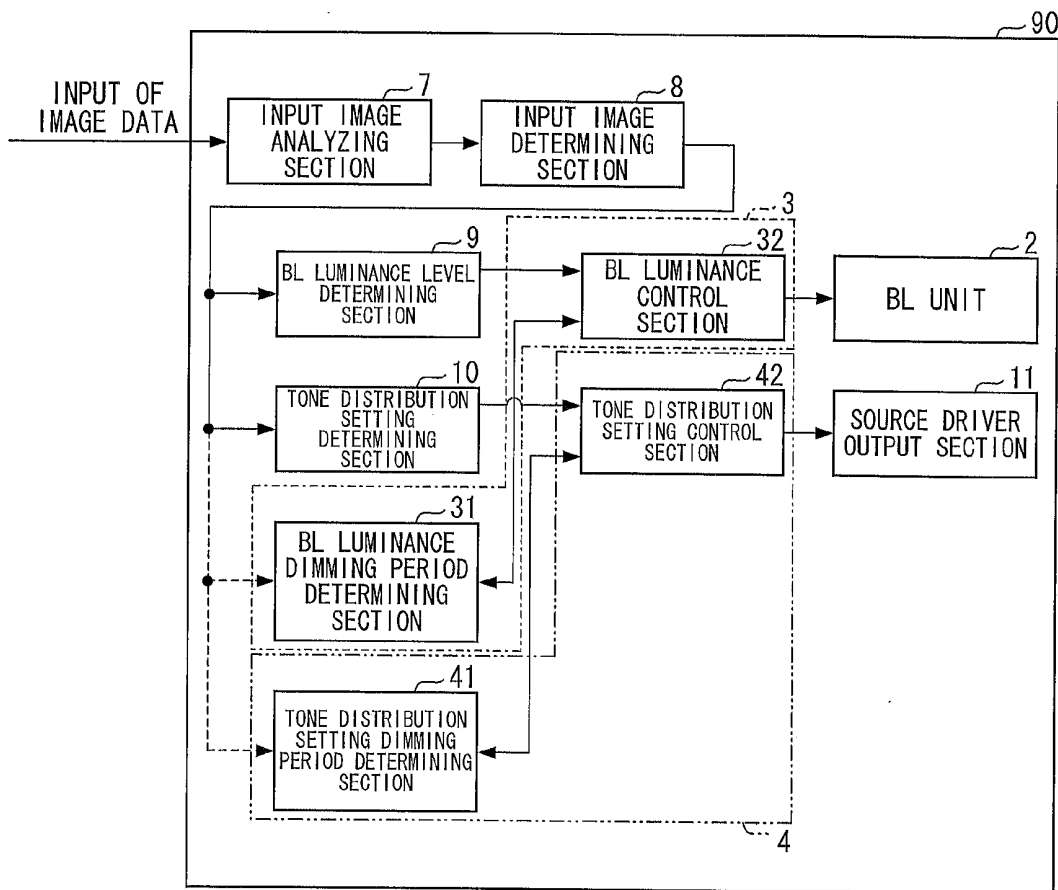 90
INPUT OF
IMAGE DATA
7
INPUT IMAGE
ANALYZING
SECTION
8
INPUT IMAGE
DETERMINING
SECTION
3
9
BL LUMINANCE LEVEL
DETERMINING
SECTION
32
BL LUMINANCE
CONTROL
SECTION
2
BL UNIT
10
TONE DISTRIBUTION
SETTING
DETERMINING
SECTION
42
TONE DISTRIBUTION
SETTING CONTROL
SECTION
11
SOURCE DRIVER
OUTPUT SECTION
31
BL LUMINANCE
DIMMING PERIOD
DETERMINING
SECTION
41
TONE DISTRIBUTION
SETTING DIMMING
PERIOD DETERMINING
SECTION
4